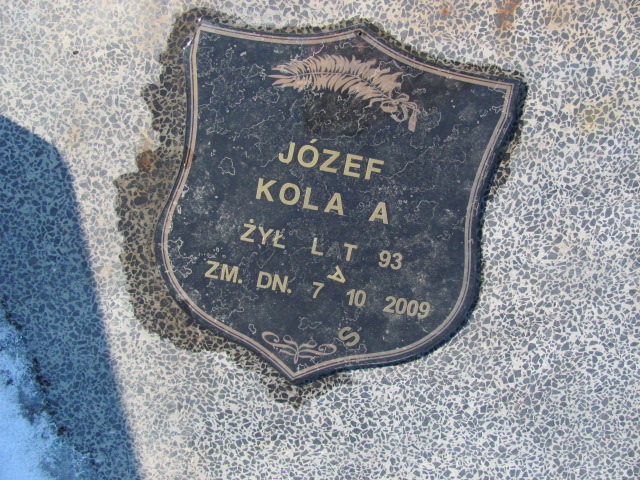 JÓZEF
KOLA A
ŻYŁ L T 93
A
ZM. DN. 7 10 2009
S